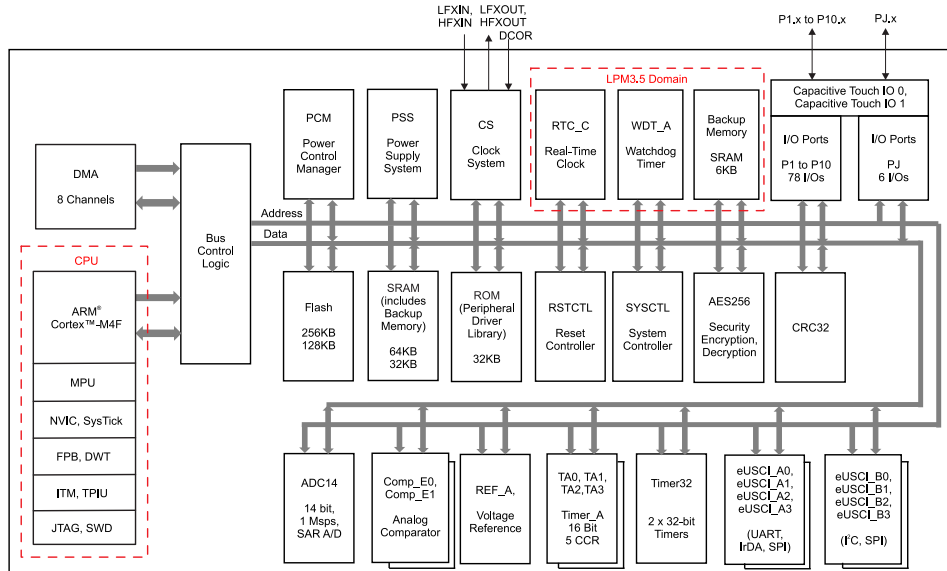 LFXIN,
HFXIN
LFXOUT,
HFXOUT
DCOR
P1.x to P10.x
PJ.x
LPM3.5 Domain
Capacitive Touch IO 0,
Capacitive Touch IO 1
PCM
Power
Control
Manager
PSS
Power
Supply
System
CS
Clock
System
RTC_C
Real-Time
Clock
WDT_A
Watchdog
Timer
Backup
Memory
SRAM
6KB
I/O Ports
P1 to P10
78 I/Os
I/O Ports
PJ
6 I/Os
DMA
8 Channels
Bus
Control
Logic
Address
Data
CPU
ARM®
Cortex™-M4F
MPU
NVIC, SysTick
FPB, DWT
ITM, TPIU
JTAG, SWD
Flash
256KB
128KB
SRAM
(includes
Backup
Memory)
64KB
32KB
ROM
(Peripheral
Driver
Library)
32KB
RSTCTL
Reset
Controller
SYSCTL
System
Controller
AES256
Security
Encryption,
Decryption
CRC32
ADC14
14 bit,
1 Msps,
SAR A/D
Comp_E0,
Comp_E1
Analog
Comparator
REF_A,
Voltage
Reference
TA0, TA1,
TA2,TA3
Timer_A
16 Bit
5 CCR
Timer32
2 x 32-bit
Timers
eUSCI_A0,
eUSCI_A1,
eUSCI_A2,
eUSCI_A3
(UART,
IrDA, SPI)
eUSCI_B0,
eUSCI_B1,
eUSCI_B2,
eUSCI_B3
(I²C, SPI)